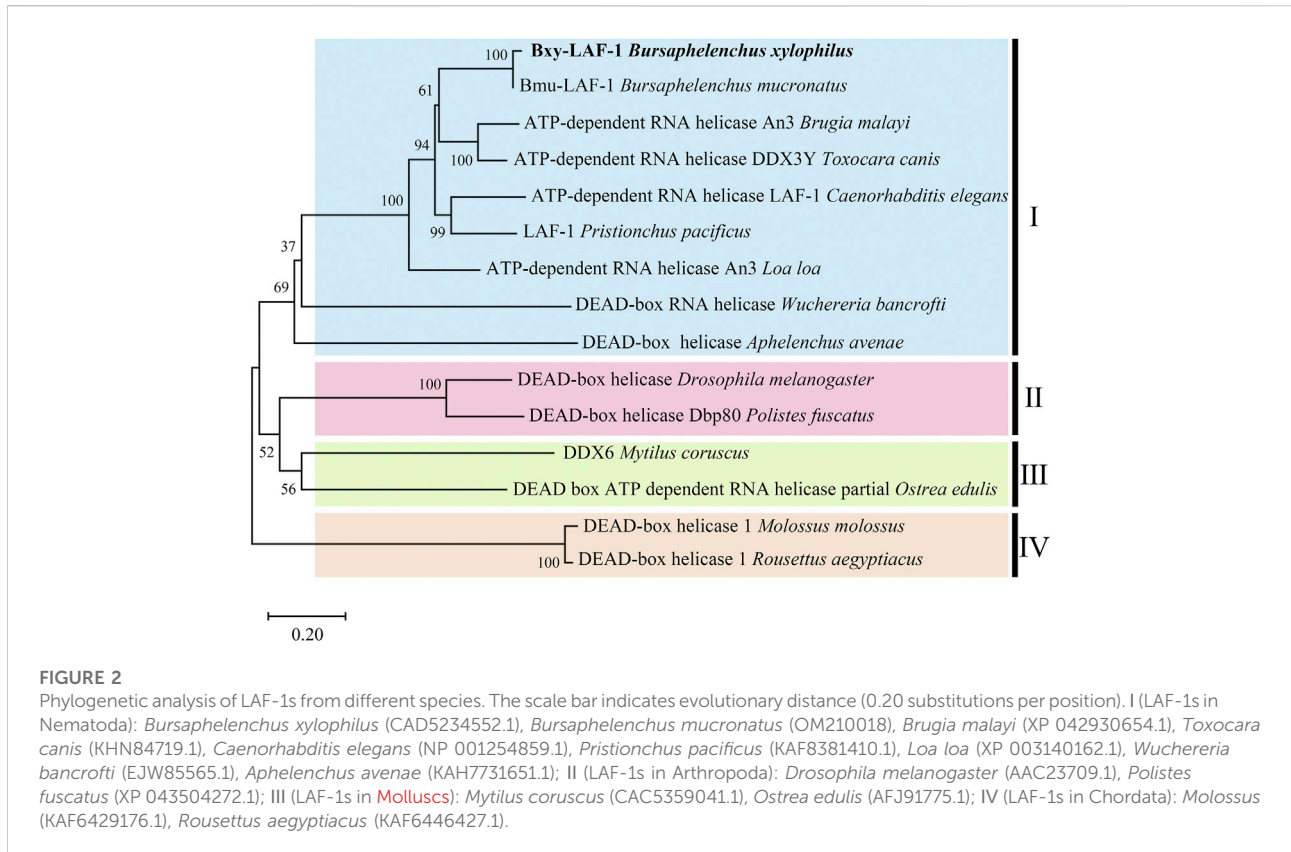 100
Bxy-LAF-1 Bursaphelenchus xylophilus
Bmu-LAF-1 Bursaphelenchus mucronatus
61
ATP-dependent RNA helicase An3 Brugia malayi
94
100
ATP-dependent RNA helicase DDX3Y Toxocara canis
100
ATP-dependent RNA helicase LAF-1 Caenorhabditis elegans
I
99
LAF-1 Pristionchus pacificus
37
ATP-dependent RNA helicase An3 Loa loa
69
DEAD-box RNA helicase Wuchereria bancrofti
DEAD-box helicase Aphelenchus avenae
100
DEAD-box helicase Drosophila melanogaster
II
DEAD-box helicase Dbp80 Polistes fuscatus
52
DDX6 Mytilus coruscus
III
56
DEAD box ATP dependent RNA helicase partial Ostrea edulis
DEAD-box helicase 1 Molossus molossus
IV
100
DEAD-box helicase 1 Rousettus aegyptiacus
0.20
FIGURE 2
Phylogenetic analysis of LAF-1s from different species. The scale bar indicates evolutionary distance (0.20 substitutions per position). I (LAF-1s in
Nematoda): Bursaphelenchus xylophilus (CAD5234552.1), Bursaphelenchus mucronatus (OM210018), Brugia malayi (XP 042930654.1), Toxocara
canis (KHN84719.1), Caenorhabditis elegans (NP 001254859.1), Pristionchus pacificus (KAF8381410.1), Loa loa (XP 003140162.1), Wuchereria
bancrofti (EJW85565.1), Aphelenchus avenae (KAH7731651.1); II (LAF-1s in Arthropoda): Drosophila melanogaster (AAC23709.1), Polistes
fuscatus (XP 043504272.1); III (LAF-1s in Molluscs): Mytilus coruscus (CAC5359041.1), Ostrea edulis (AFJ91775.1); IV (LAF-1s in Chordata): Molossus
(KAF6429176.1), Rousettus aegyptiacus (KAF6446427.1).